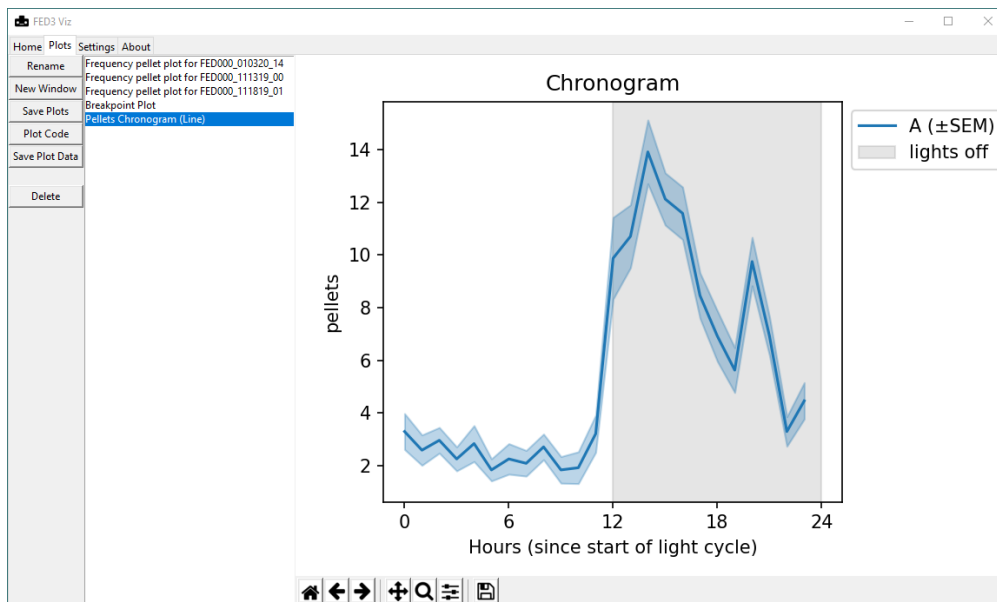 FED3 Viz
Home Plots Settings About
Rename
New Window
Save Plots
Plot Code
Save Plot Data
Delete
Frequency pellet plot for FED000_010320_14
Frequency pellet plot for FED000_111319_00
Frequency pellet plot for FED000_111819_01
Breakpoint Plot
Pellets Chronogram (Line)
Chronogram
A (±SEM)
lights off
pellets
14
12
10
8
6
4
2
0 6 12 18 24
Hours (since start of light cycle)